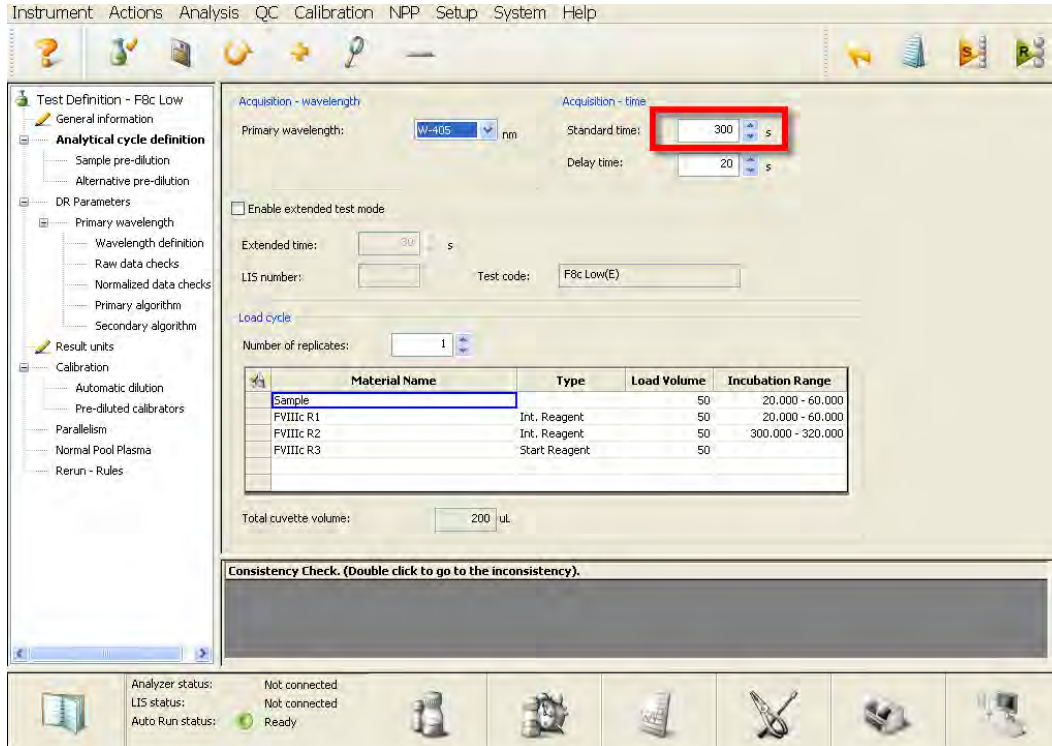 Instrument Actions Analysis QC Calibration NPP Setup System Help
S R
Test Definition - F8c Low
General information
Analytical cycle definition
Sample pre-dilution
Alternative pre-dilution
DR Parameters
Primary wavelength
Wavelength definition
Raw data checks
Normalized data checks
Primary algorithm
Secondary algorithm
Result units
Calibration
Automatic dilution
Pre-diluted calibrators
Parallelism
Normal Pool Plasma
Rerun - Rules
Acquisition - wavelength
Primary wavelength: W-405 nm
Acquisition - time
Standard time: 300 s
Delay time: 20 s
Enable extended test mode
Extended time: 30 s
LIS number: Test code: F8c Low(E)
Load cycle
Number of replicates: 1
Material Name Type Load Volume Incubation Range
Sample 50 20.000 - 60.000
FVIIIc R1 Int. Reagent 50 20.000 - 60.000
FVIIIc R2 Int. Reagent 50 300.000 - 320.000
FVIIIc R3 Start Reagent 50
Total cuvette volume: 200 uL
Consistency Check. (Double click to go to the inconsistency).
Analyzer status: Not connected
LIS status: Not connected
Auto Run status: Ready